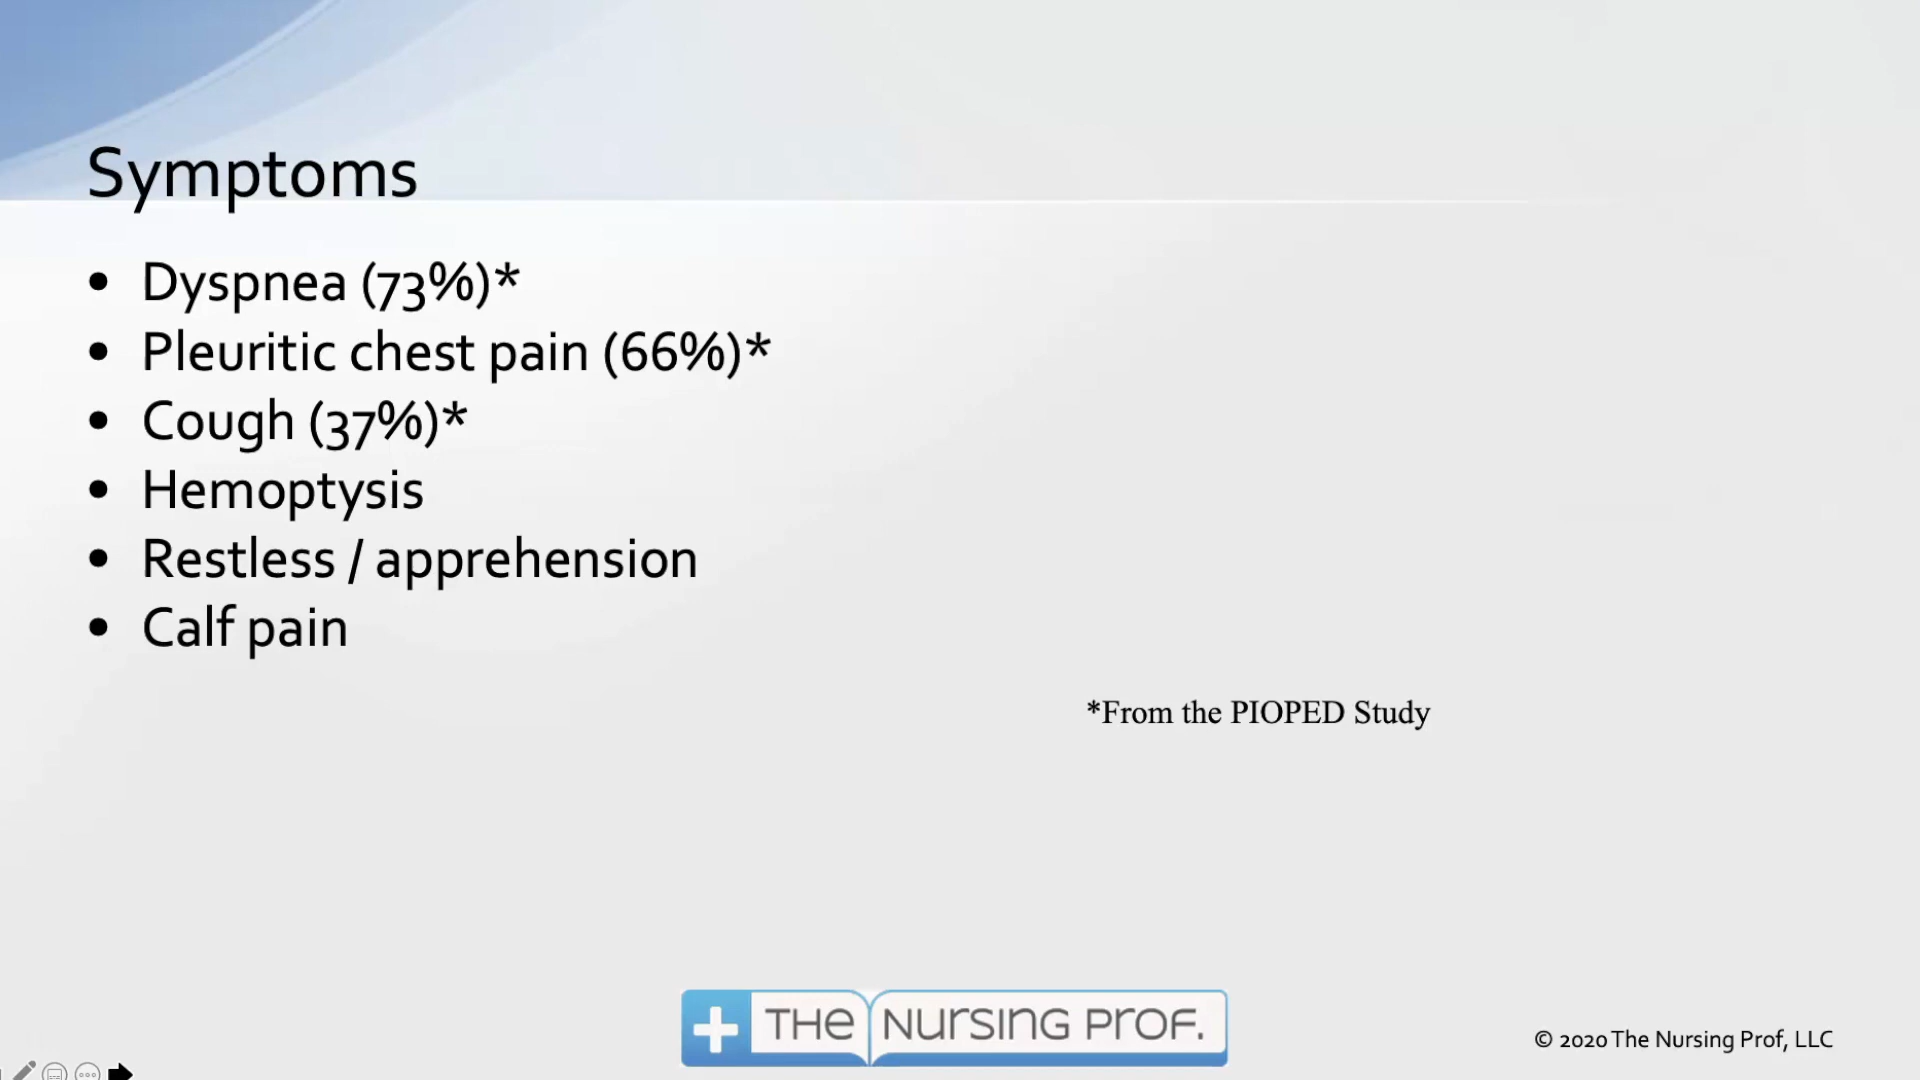 Symptoms
• Dyspnea (73%)*
• Pleuritic chest pain (66%)*
• Cough (37%)*
• Hemoptysis
• Restless / apprehension
• Calf pain
*From the PIOPED Study
THE NURSING PROF.
© 2020 The Nursing Prof, LLC